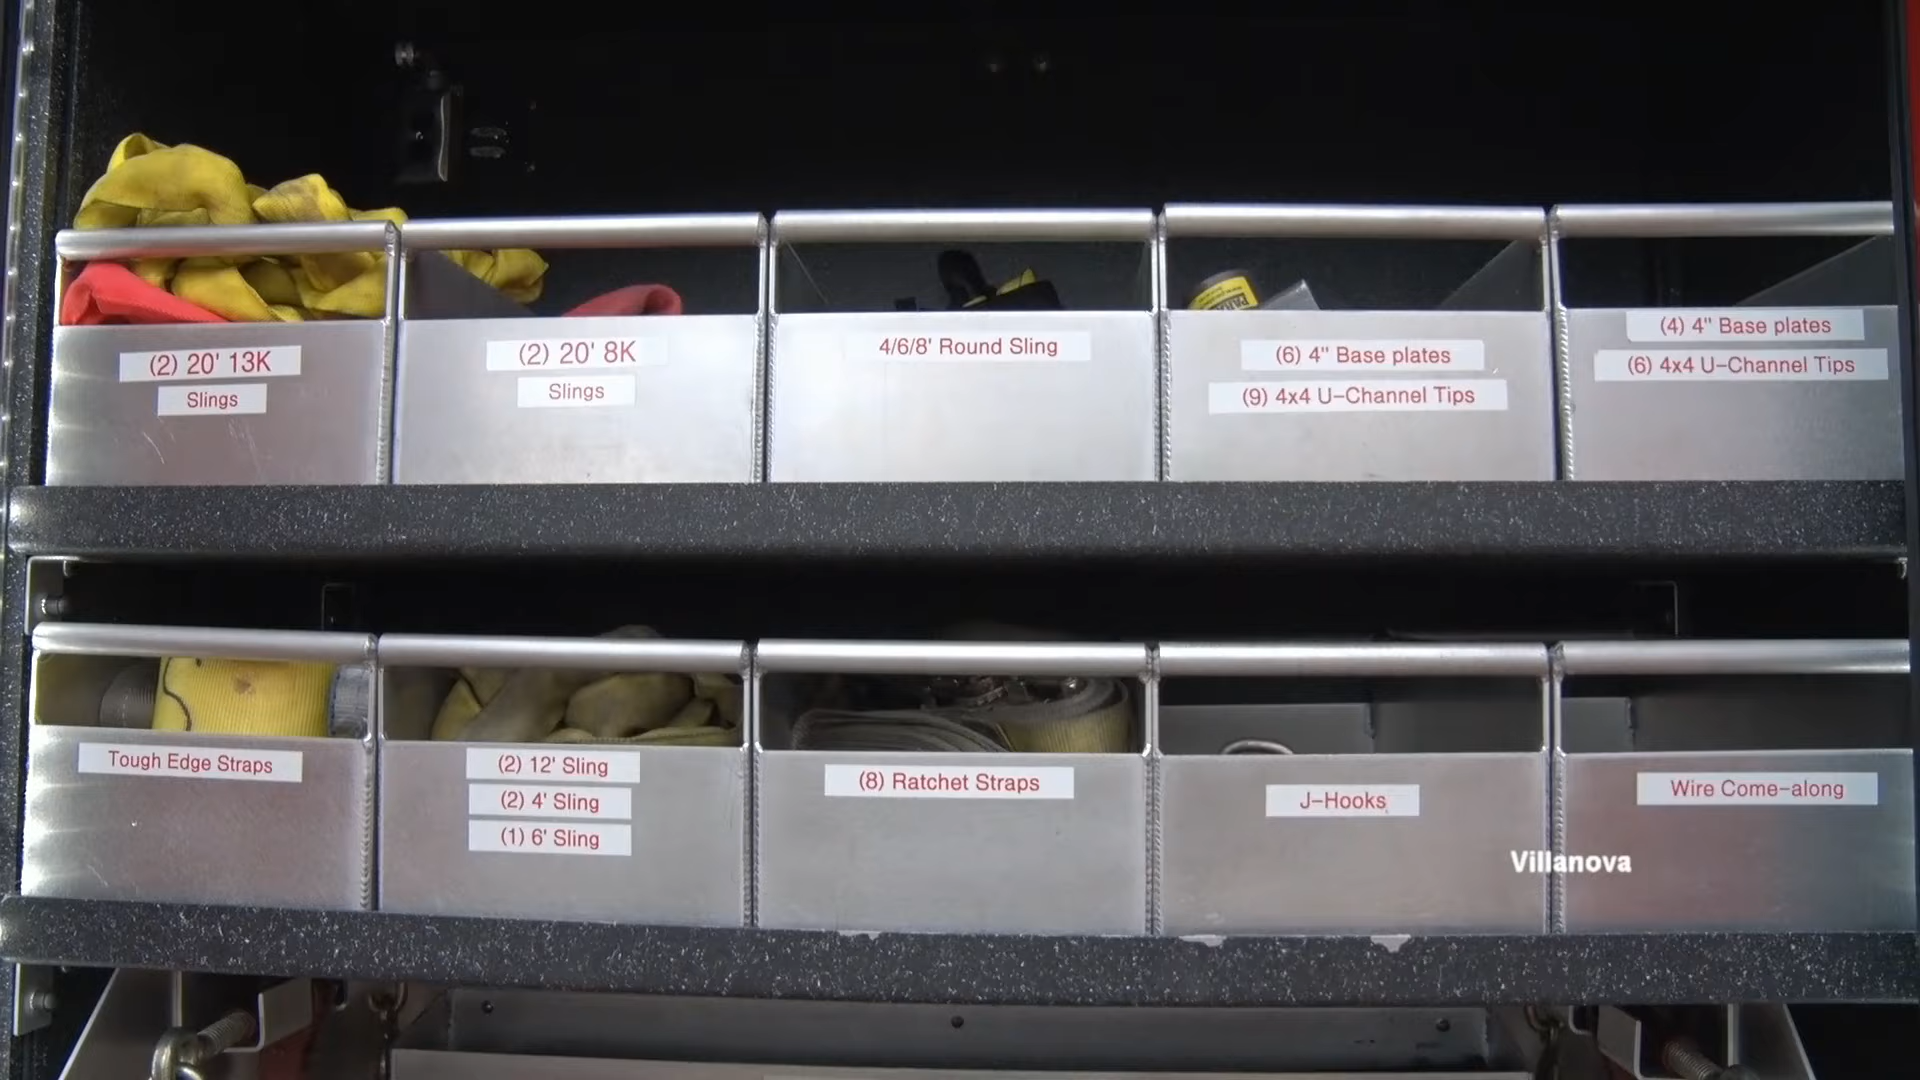 (2) 20' 13K
Slings
(2) 20' 8K
Slings
4/6/8' Round Sling
(6) 4" Base plates
(9) 4x4 U-Channel Tips
(4) 4" Base plates
(6) 4x4 U-Channel Tips
Tough Edge Straps
(2) 12' Sling
(2) 4' Sling
(1) 6' Sling
(8) Ratchet Straps
J-Hooks
Wire Come-along
Villanova